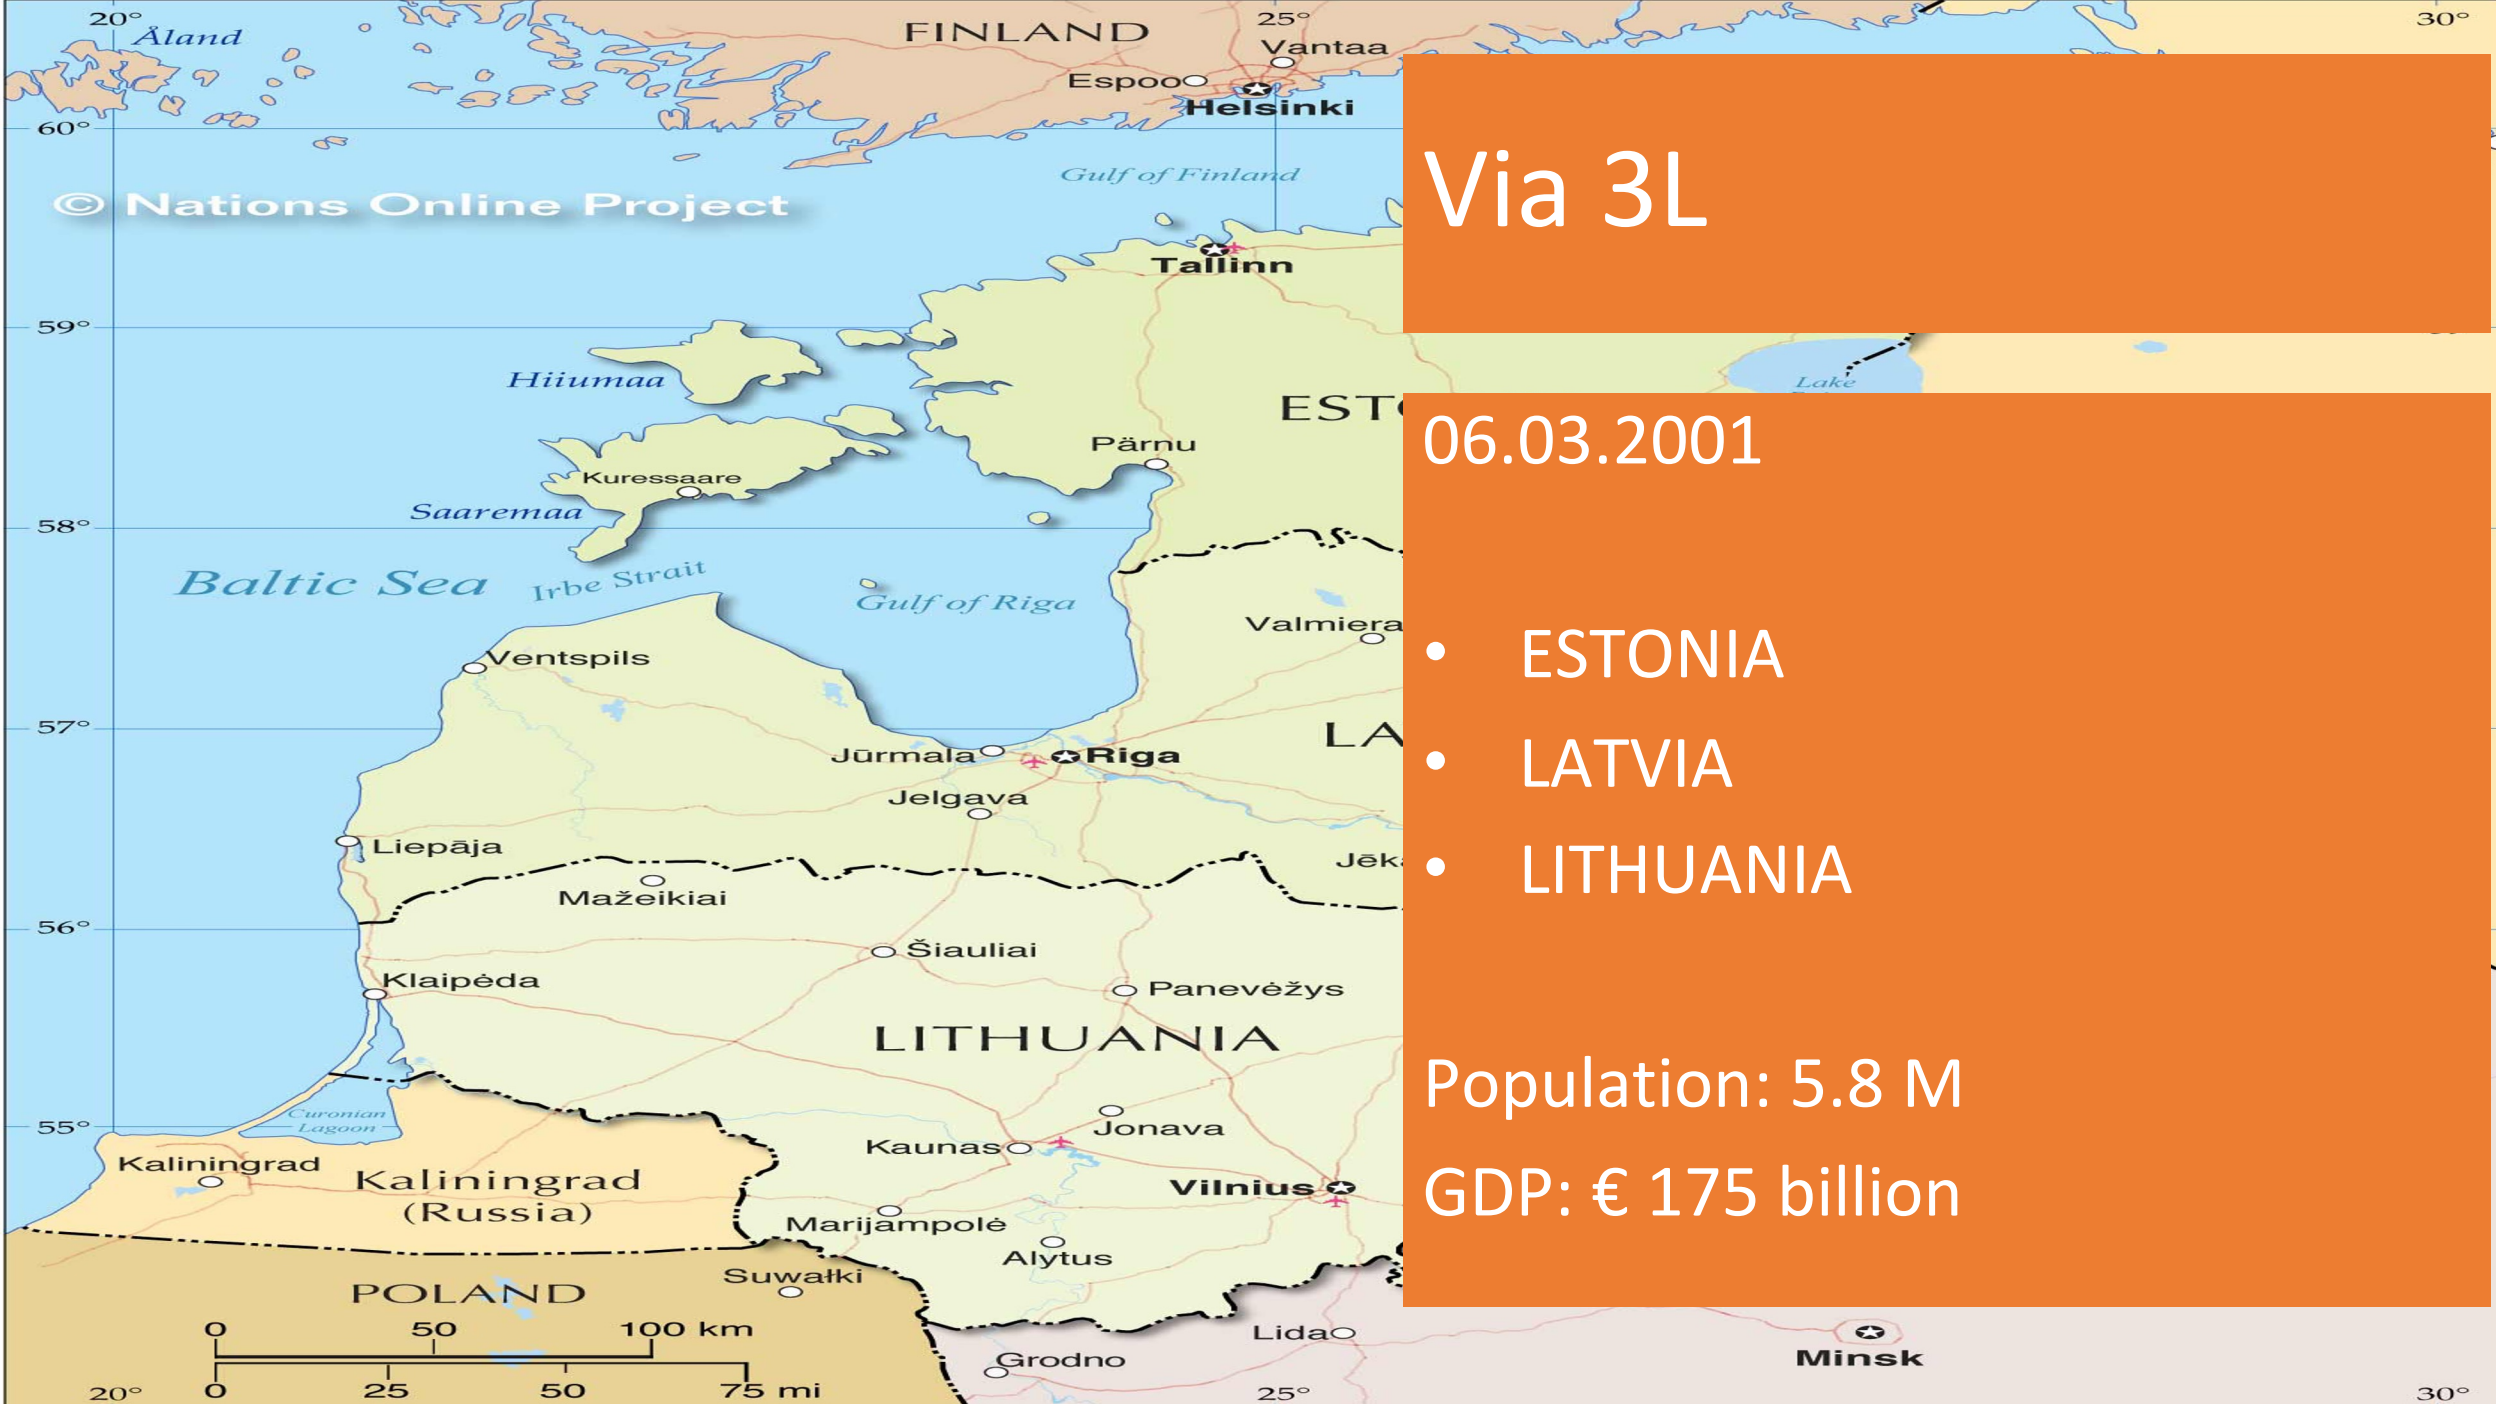 20°
Åland
FINLAND
25°
30°
Vantaa
Espoo
Helsinki
60°
Gulf of Finland
© Nations Online Project
Via 3L
Tallinn
59°
Hiiumaa
Lake
EST
06.03.2001
Pärnu
Kuressaare
Saaremaa
58°
Baltic Sea
Irbe Strait
Gulf of Riga
Valmiera
• ESTONIA
Ventspils
57°
LA
• LATVIA
Jūrmala
Riga
Jelgava
Liepāja
Jēk
• LITHUANIA
Mažeikiai
56°
Šiauliai
Klaipėda
Panevėžys
LITHUANIA
Population: 5.8 M
Curonian
Lagoon
55°
Jonava
Kaunas
Kaliningrad
Kaliningrad
(Russia)
Vilnius
GDP: € 175 billion
Marijampolė
Alytus
Suwałki
POLAND
0 50 100 km
Lida
Grodno
Minsk
0 25 50 75 mi
20°
25°
30°